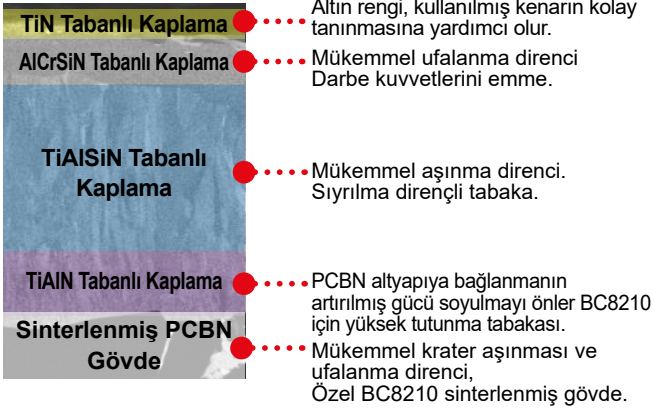 TiN Tabanlı Kaplama
Altın rengi, kullanılmış kenarın kolay
tanınmasına yardımcı olur.
AlCrSiN Tabanlı Kaplama
Mükemmel ufalanma direnci
Darbe kuvvetlerini emme.
TiAlSiN Tabanlı
Kaplama
Mükemmel aşınma direnci.
Sıyrılma dirençli tabaka.
TiAlN Tabanlı Kaplama
PCBN altyapıya bağlanmanın
artırılmış gücü soyulmayı önler BC8210
için yüksek tutunma tabakası.
Sinterlenmiş PCBN
Gövde
Mükemmel krater aşınması ve
ufalanma direnci,
Özel BC8210 sinterlenmiş gövde.